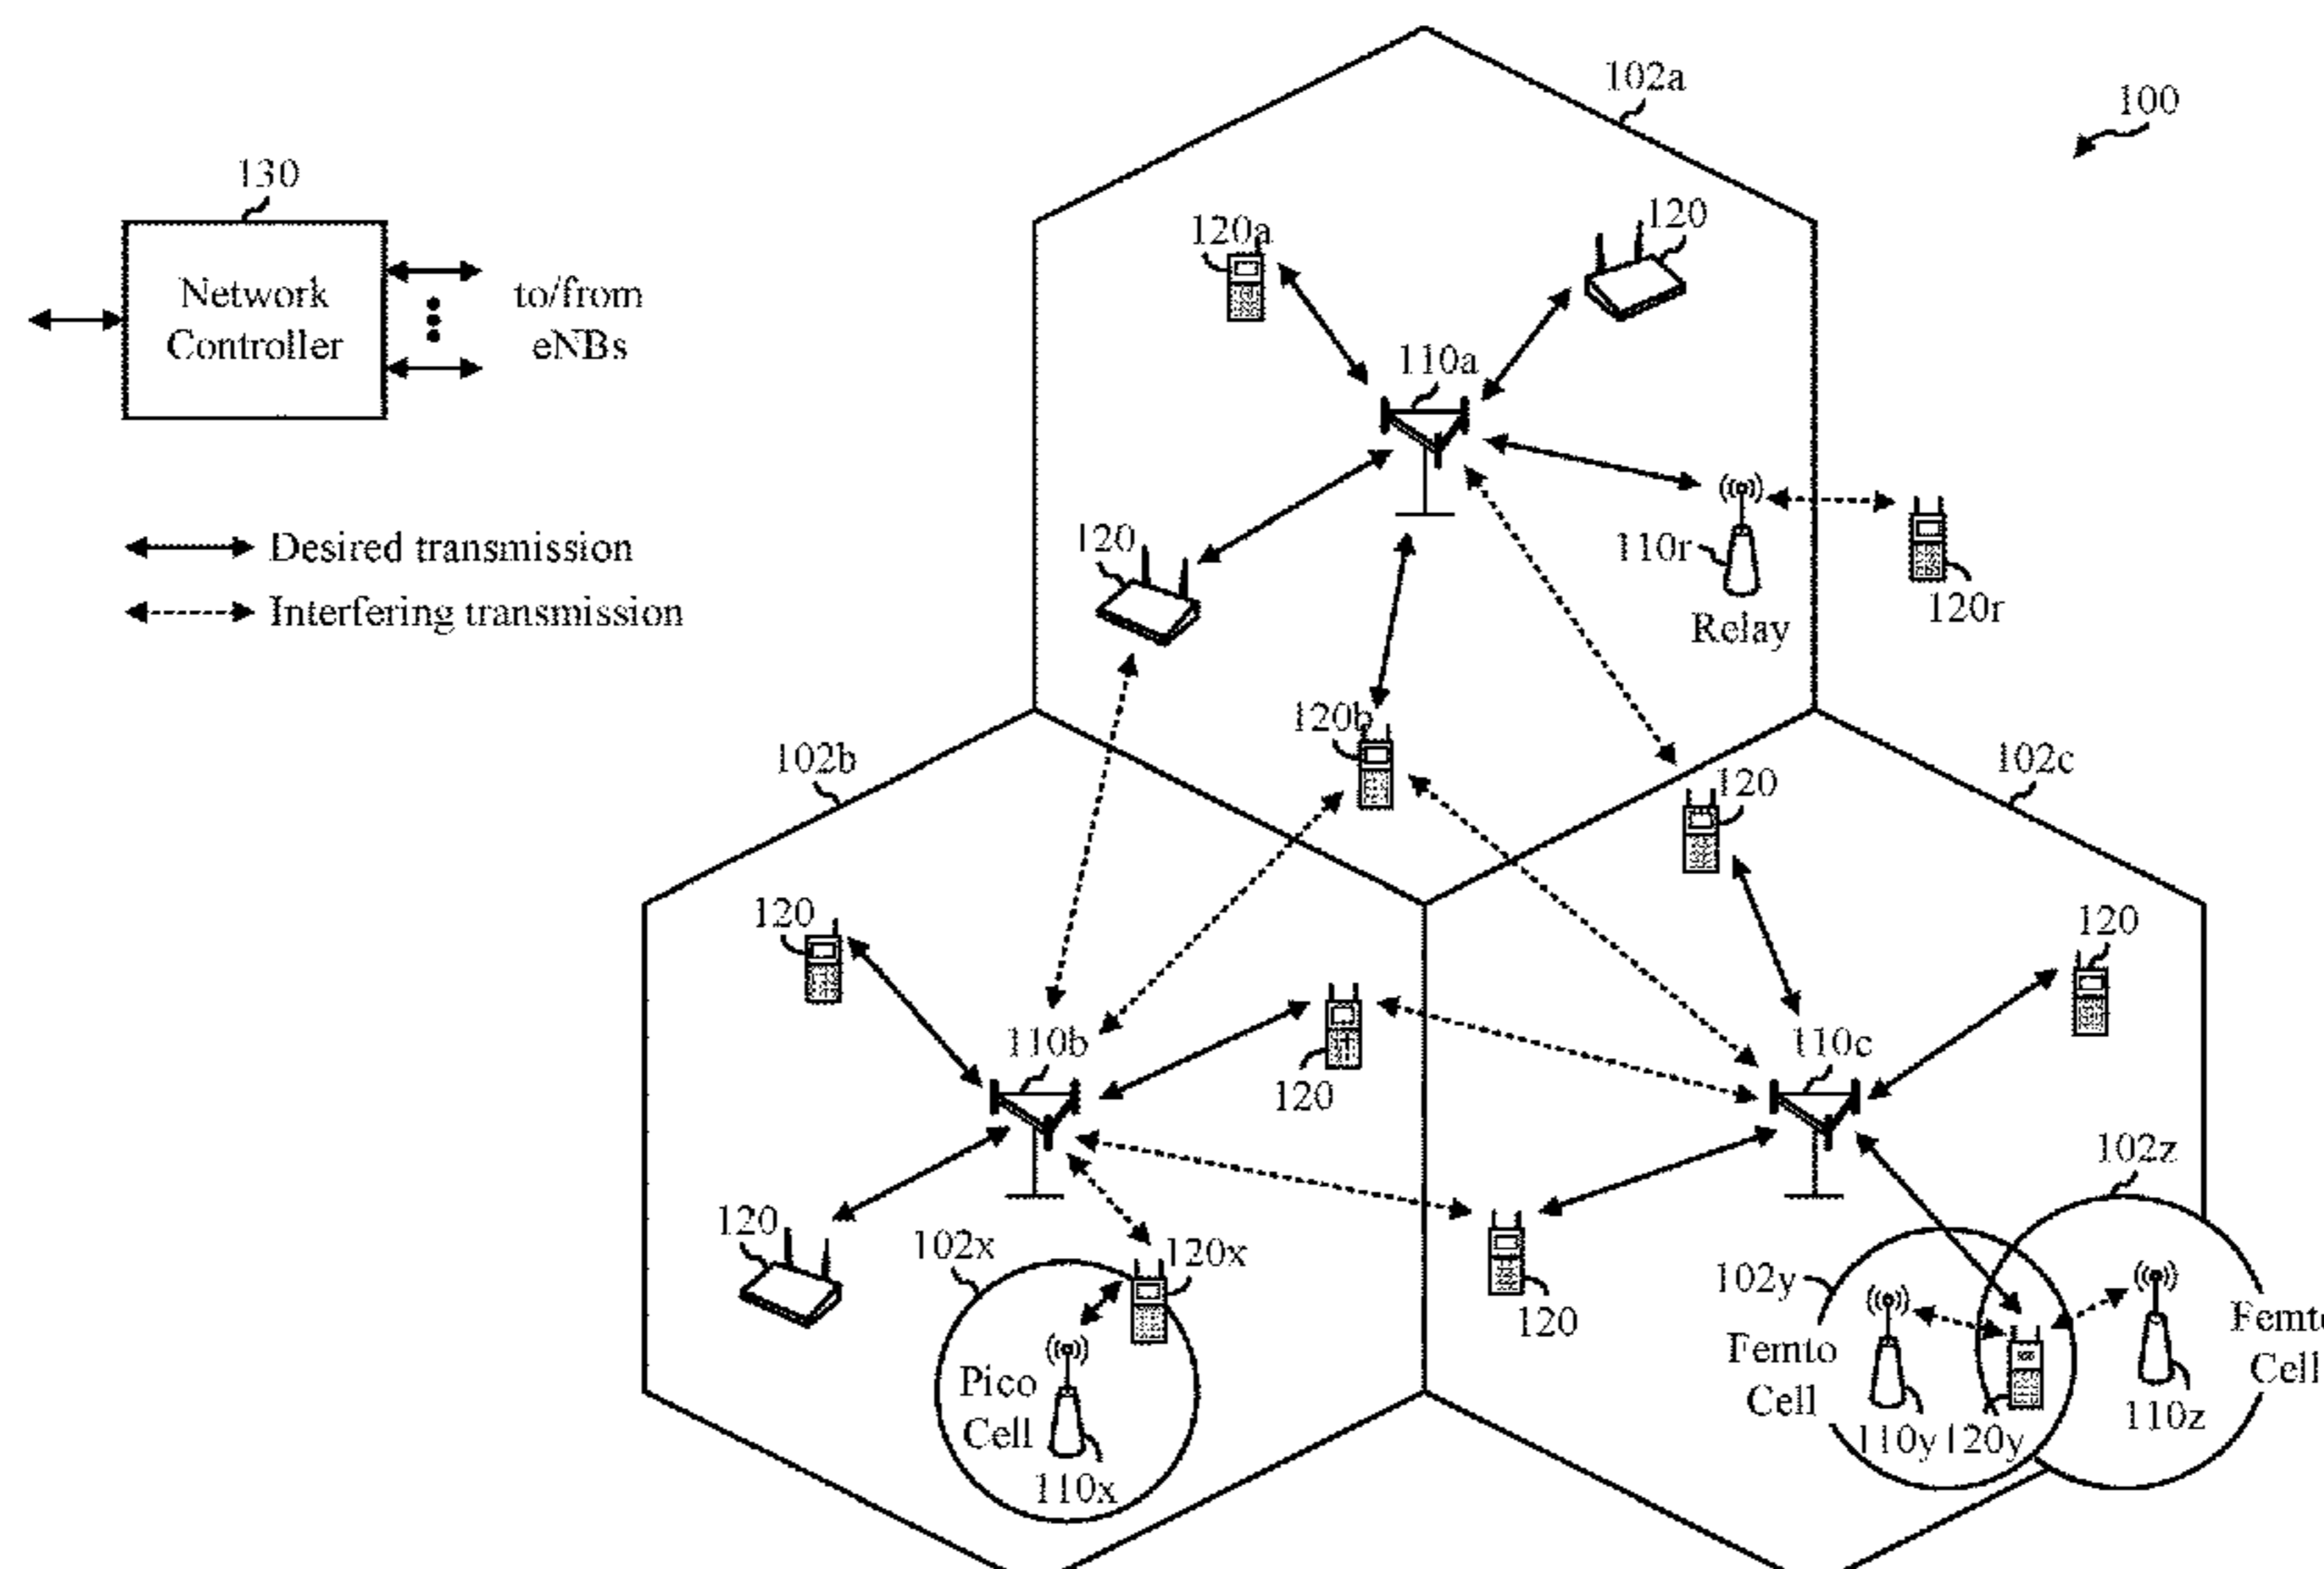 102a
100
130
120a
120
Network
Controller
to/from
eNBs
110a
Desired transmission
Interfering transmission
120
110r
Relay
120r
120b
102b
102c
120
120
120
110b
110c
120
102z
120
102x
120x
102y
120
Femto
Cell
Femto
Cell
Pico
Cell
110x
110y
120y
110z